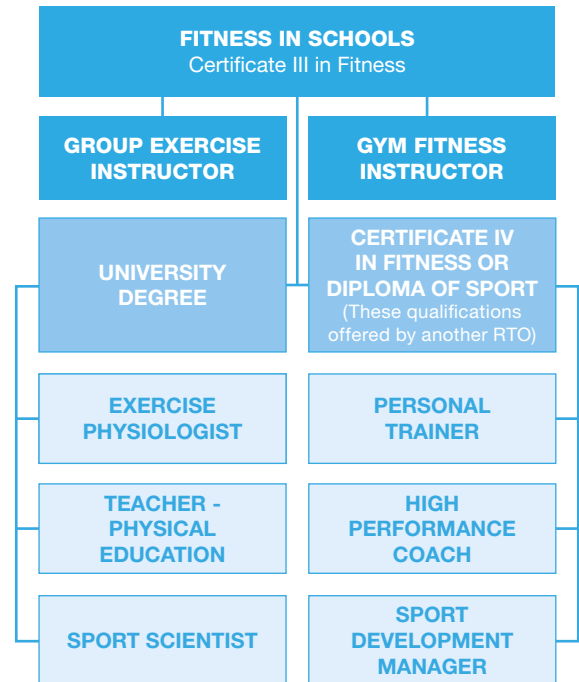 FITNESS IN SCHOOLS
Certificate III in Fitness
GROUP EXERCISE
INSTRUCTOR
GYM FITNESS
INSTRUCTOR
UNIVERSITY
DEGREE
CERTIFICATE IV
IN FITNESS OR
DIPLOMA OF SPORT
(These qualifications
offered by another RTO)
EXERCISE
PHYSIOLOGIST
PERSONAL
TRAINER
TEACHER -
PHYSICAL
EDUCATION
HIGH
PERFORMANCE
COACH
SPORT SCIENTIST
SPORT
DEVELOPMENT
MANAGER